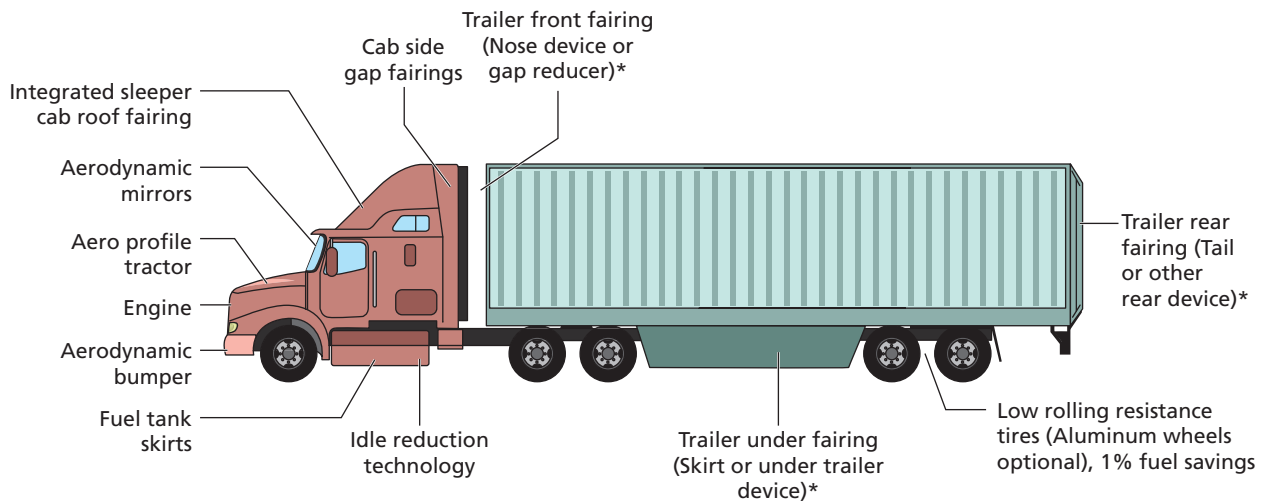 Trailer front fairing
(Nose device or
gap reducer)*
Cab side
gap fairings
Integrated sleeper
cab roof fairing
Aerodynamic
mirrors
Aero profile
tractor
Engine
Aerodynamic
bumper
Fuel tank
skirts
Idle reduction
technology
Trailer under fairing
(Skirt or under trailer
device)*
Low rolling resistance
tires (Aluminum wheels
optional), 1% fuel savings
Trailer rear
fairing (Tail
or other
rear device)*